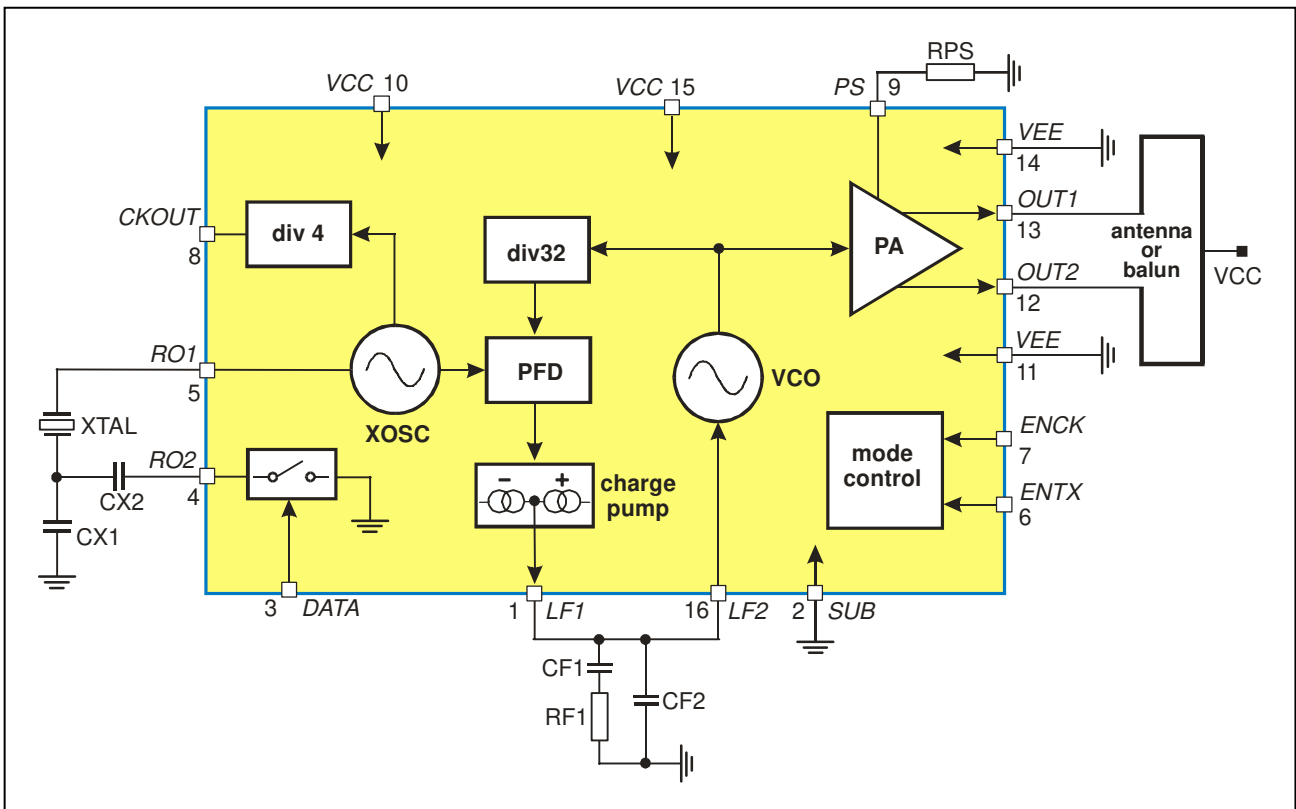 RPS
VCC 10
VCC 15
PS 9
VEE
14
CKOUT
8
div 4
div32
PA
OUT1
13
antenna
or
balun
VCC
OUT2
12
RO1
5
XOSC
PFD
VCO
VEE
11
XTAL
RO2
4
CX2
CX1
- +
charge
pump
mode
control
ENCK
7
ENTX
6
3 DATA
1 LF1
16 LF2
2 SUB
CF1
RF1
CF2